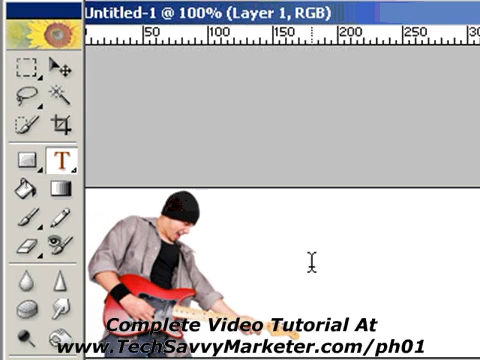 Untitled-1 @ 100% (Layer 1, RGB)
50 100 150 200 250
T
Complete Video Tutorial At
www.TechSavvyMarketer.com/ph01